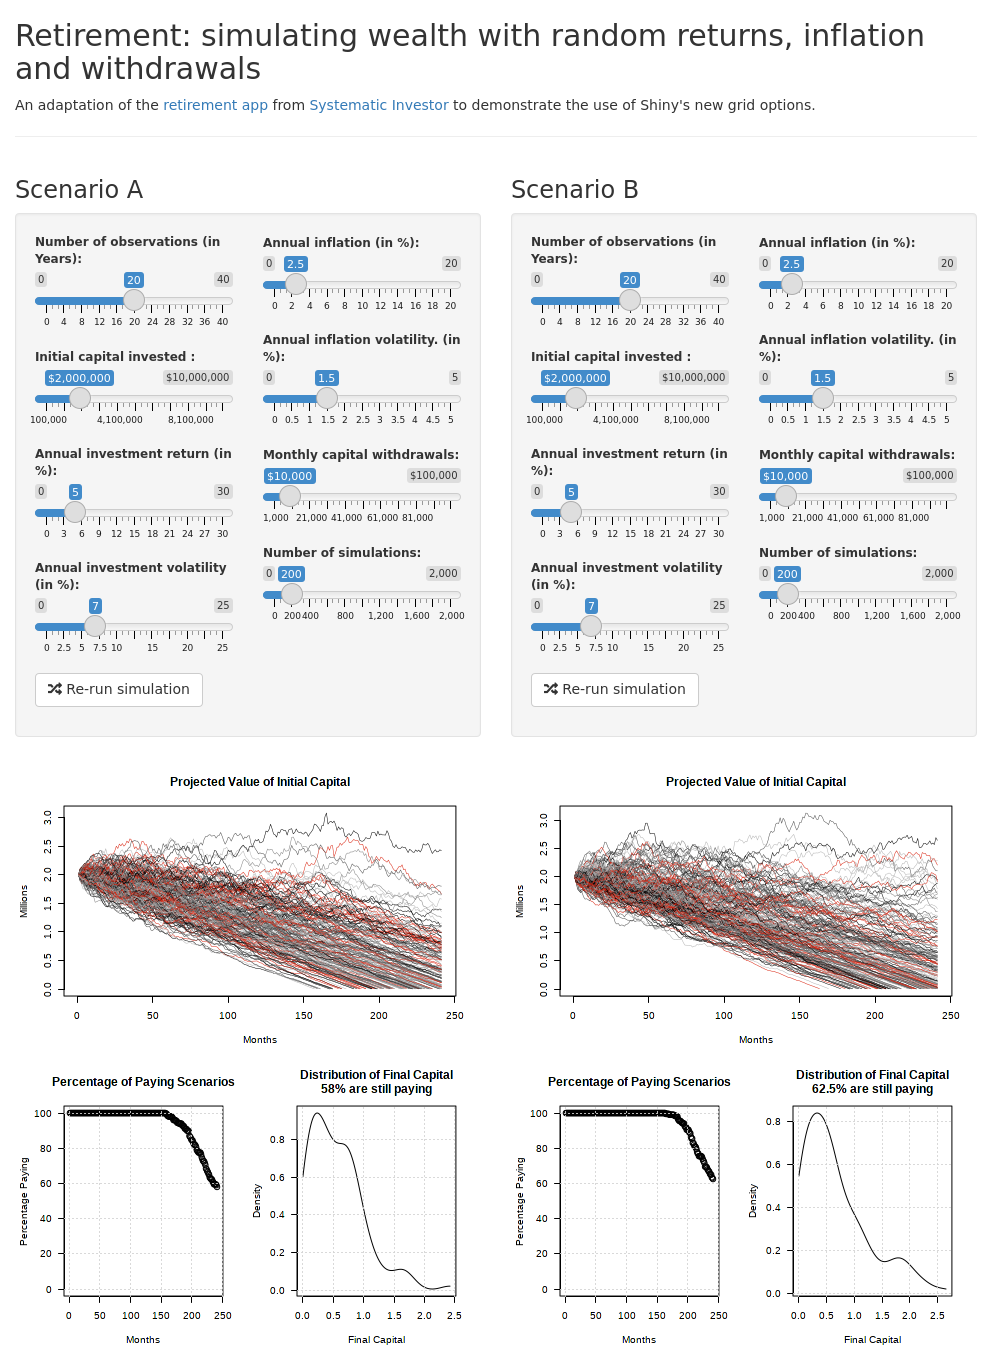 Retirement: simulating wealth with random returns, inflation
and withdrawals
An adaptation of the retirement app from Systematic Investor to demonstrate the use of Shiny's new grid options.
Scenario A
Number of observations (in
Years):
0 20 40
0 4 8 12 16 20 24 28 32 36 40
Initial capital invested :
$2,000,000 $10,000,000
100,000 4,100,000 8,100,000
Annual investment return (in
%):
0 5 30
0 3 6 9 12 15 18 21 24 27 30
Annual investment volatility
(in %):
0 7 25
0 2.5 5 7.5 10 15 20 25
Re-run simulation
Annual inflation (in %):
0 2.5 20
0 2 4 6 8 10 12 14 16 18 20
Annual inflation volatility. (in
%):
0 1.5 5
0 0.5 1 1.5 2 2.5 3 3.5 4 4.5 5
Monthly capital withdrawals:
$10,000 $100,000
1,000 21,000 41,000 61,000 81,000
Number of simulations:
0 200 2,000
0 200 400 800 1,200 1,600 2,000
Scenario B
Number of observations (in
Years):
0 20 40
0 4 8 12 16 20 24 28 32 36 40
Initial capital invested :
$2,000,000 $10,000,000
100,000 4,100,000 8,100,000
Annual investment return (in
%):
0 5 30
0 3 6 9 12 15 18 21 24 27 30
Annual investment volatility
(in %):
0 7 25
0 2.5 5 7.5 10 15 20 25
Re-run simulation
Annual inflation (in %):
0 2.5 20
0 2 4 6 8 10 12 14 16 18 20
Annual inflation volatility. (in
%):
0 1.5 5
0 0.5 1 1.5 2 2.5 3 3.5 4 4.5 5
Monthly capital withdrawals:
$10,000 $100,000
1,000 21,000 41,000 61,000 81,000
Number of simulations:
0 200 2,000
0 200 400 800 1,200 1,600 2,000
Projected Value of Initial Capital
Millions
3.0
2.5
2.0
1.5
1.0
0.5
0.0
0 50 100 150 200 250
Months
Percentage of Paying Scenarios
Percentage Paying
100
80
60
40
20
0
0 50 100 150 200 250
Months
Distribution of Final Capital
58% are still paying
Density
0.8
0.6
0.4
0.2
0.0
0.0 0.5 1.0 1.5 2.0 2.5
Final Capital
Projected Value of Initial Capital
Millions
3.0
2.5
2.0
1.5
1.0
0.5
0.0
0 50 100 150 200 250
Months
Percentage of Paying Scenarios
Percentage Paying
100
80
60
40
20
0
0 50 100 150 200 250
Months
Distribution of Final Capital
62.5% are still paying
Density
0.8
0.6
0.4
0.2
0.0
0.0 0.5 1.0 1.5 2.0 2.5
Final Capital